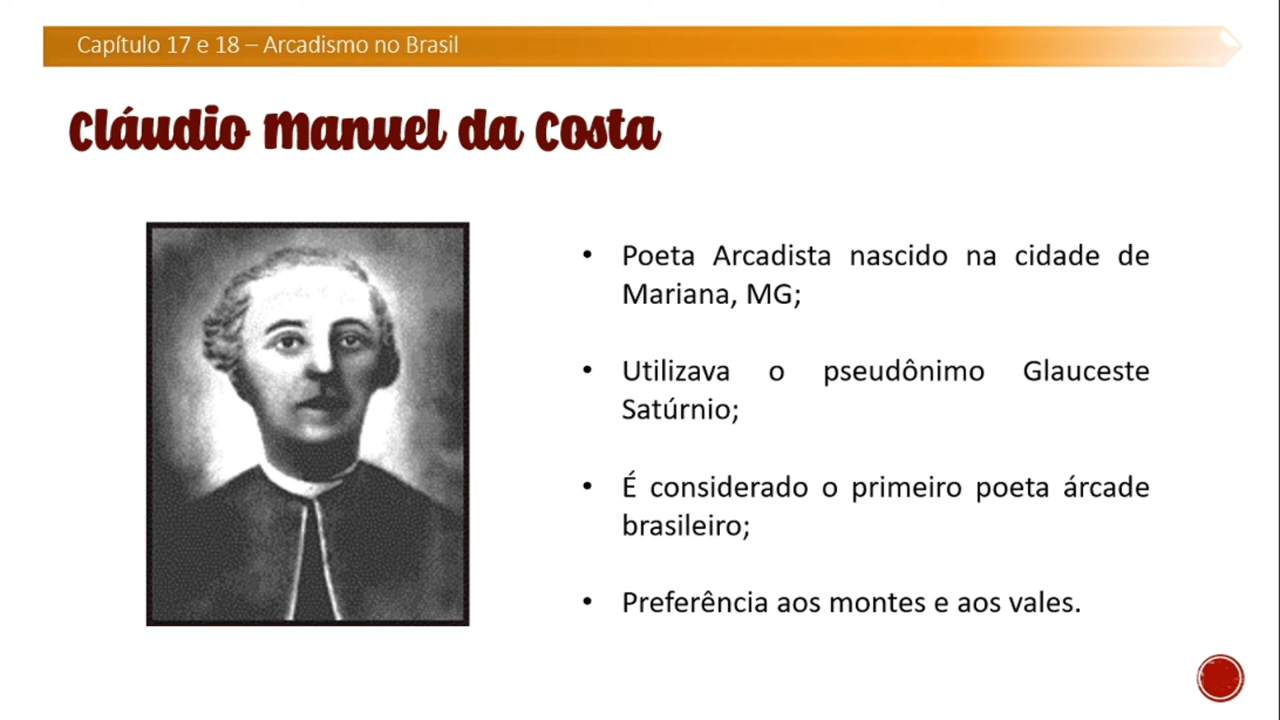 Capítulo 17 e 18 – Arcadismo no Brasil
Cláudio Manuel da Costa
• Poeta Arcadista nascido na cidade de
Mariana, MG;
• Utilizava o pseudônimo Glauceste
Satúrnio;
• É considerado o primeiro poeta árcade
brasileiro;
• Preferência aos montes e aos vales.